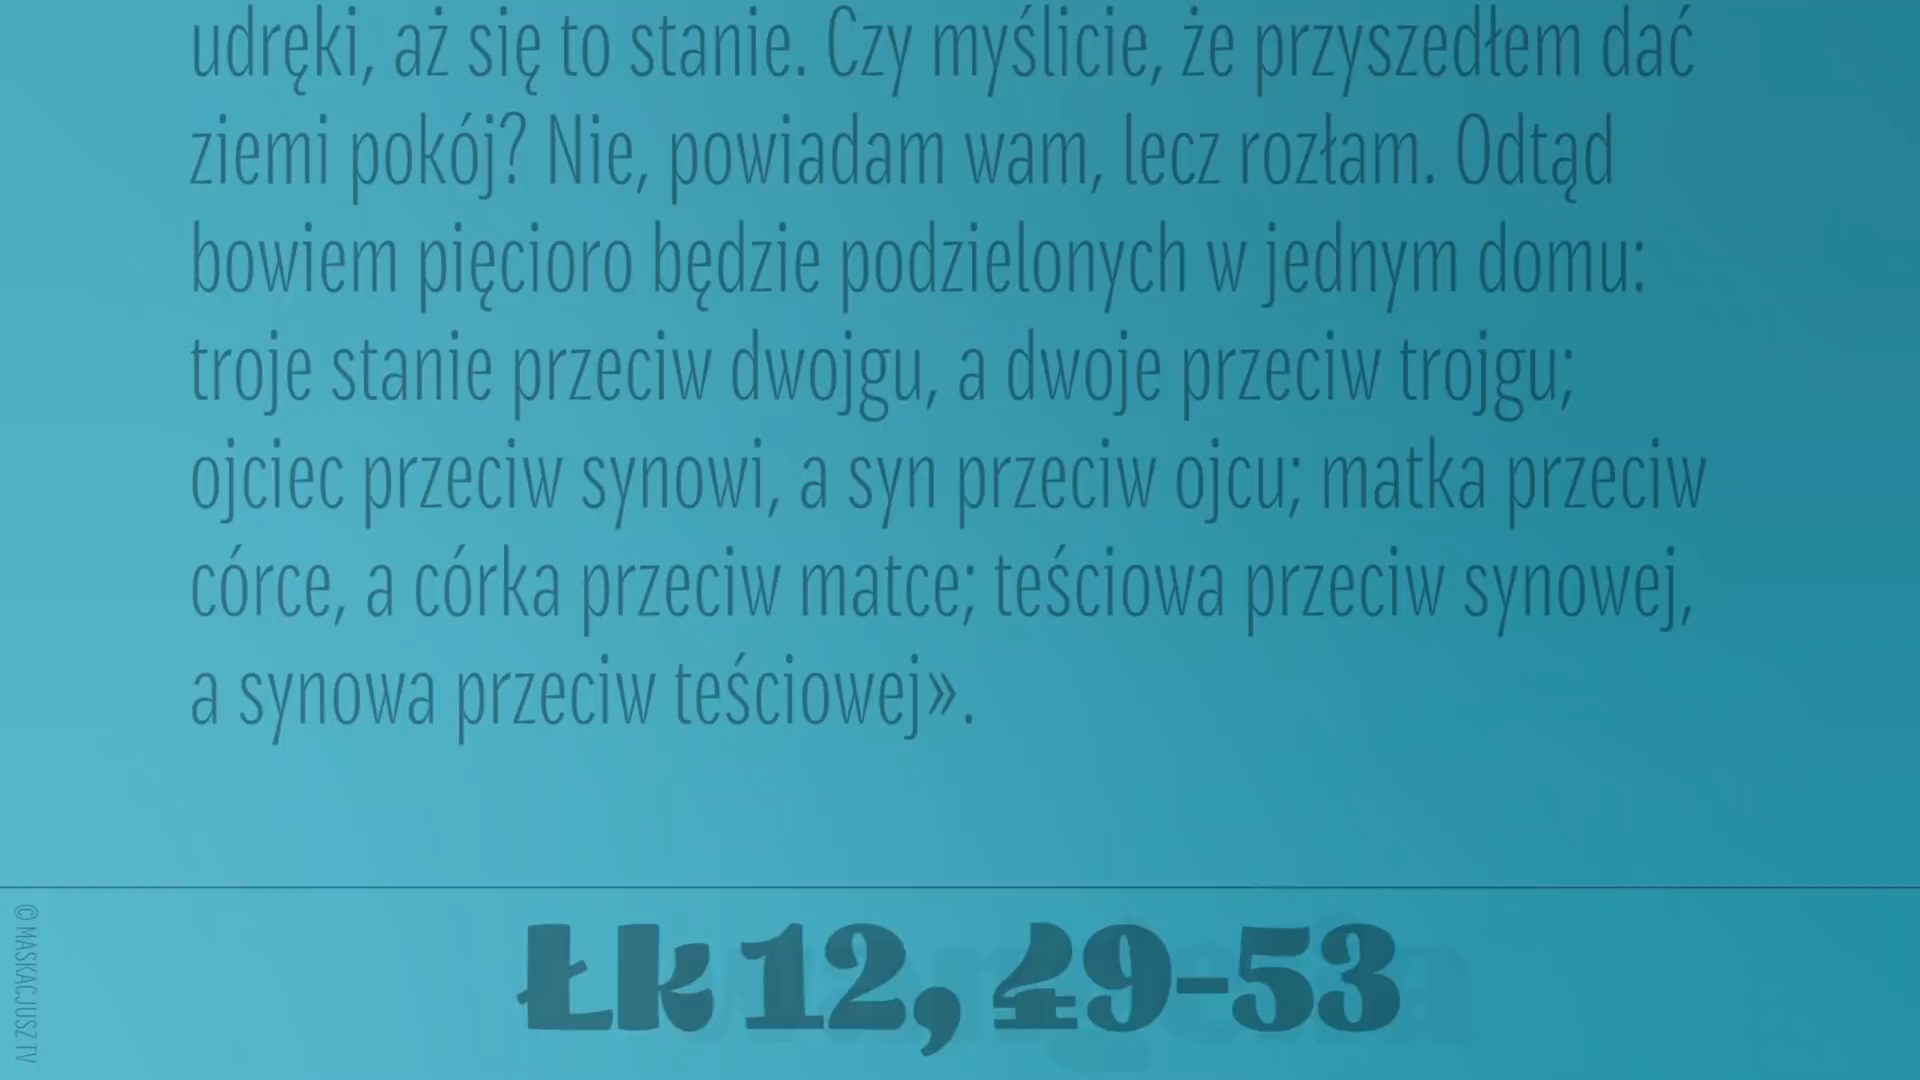 udręki, aż się to stanie. Czy myślicie, że przyszedłem dać
ziemi pokój? Nie, powiadam wam, lecz rozłam. Odtąd
bowiem pięcioro będzie podzielonych w jednym domu:
troje stanie przeciw dwojgu, a dwoje przeciw trojgu;
ojciec przeciw synowi, a syn przeciw ojcu; matka przeciw
córce, a córka przeciw matce; teściowa przeciw synowej,
a synowa przeciw teściowej».
Łk 12, 49-53
© MASKACJUSZ TV